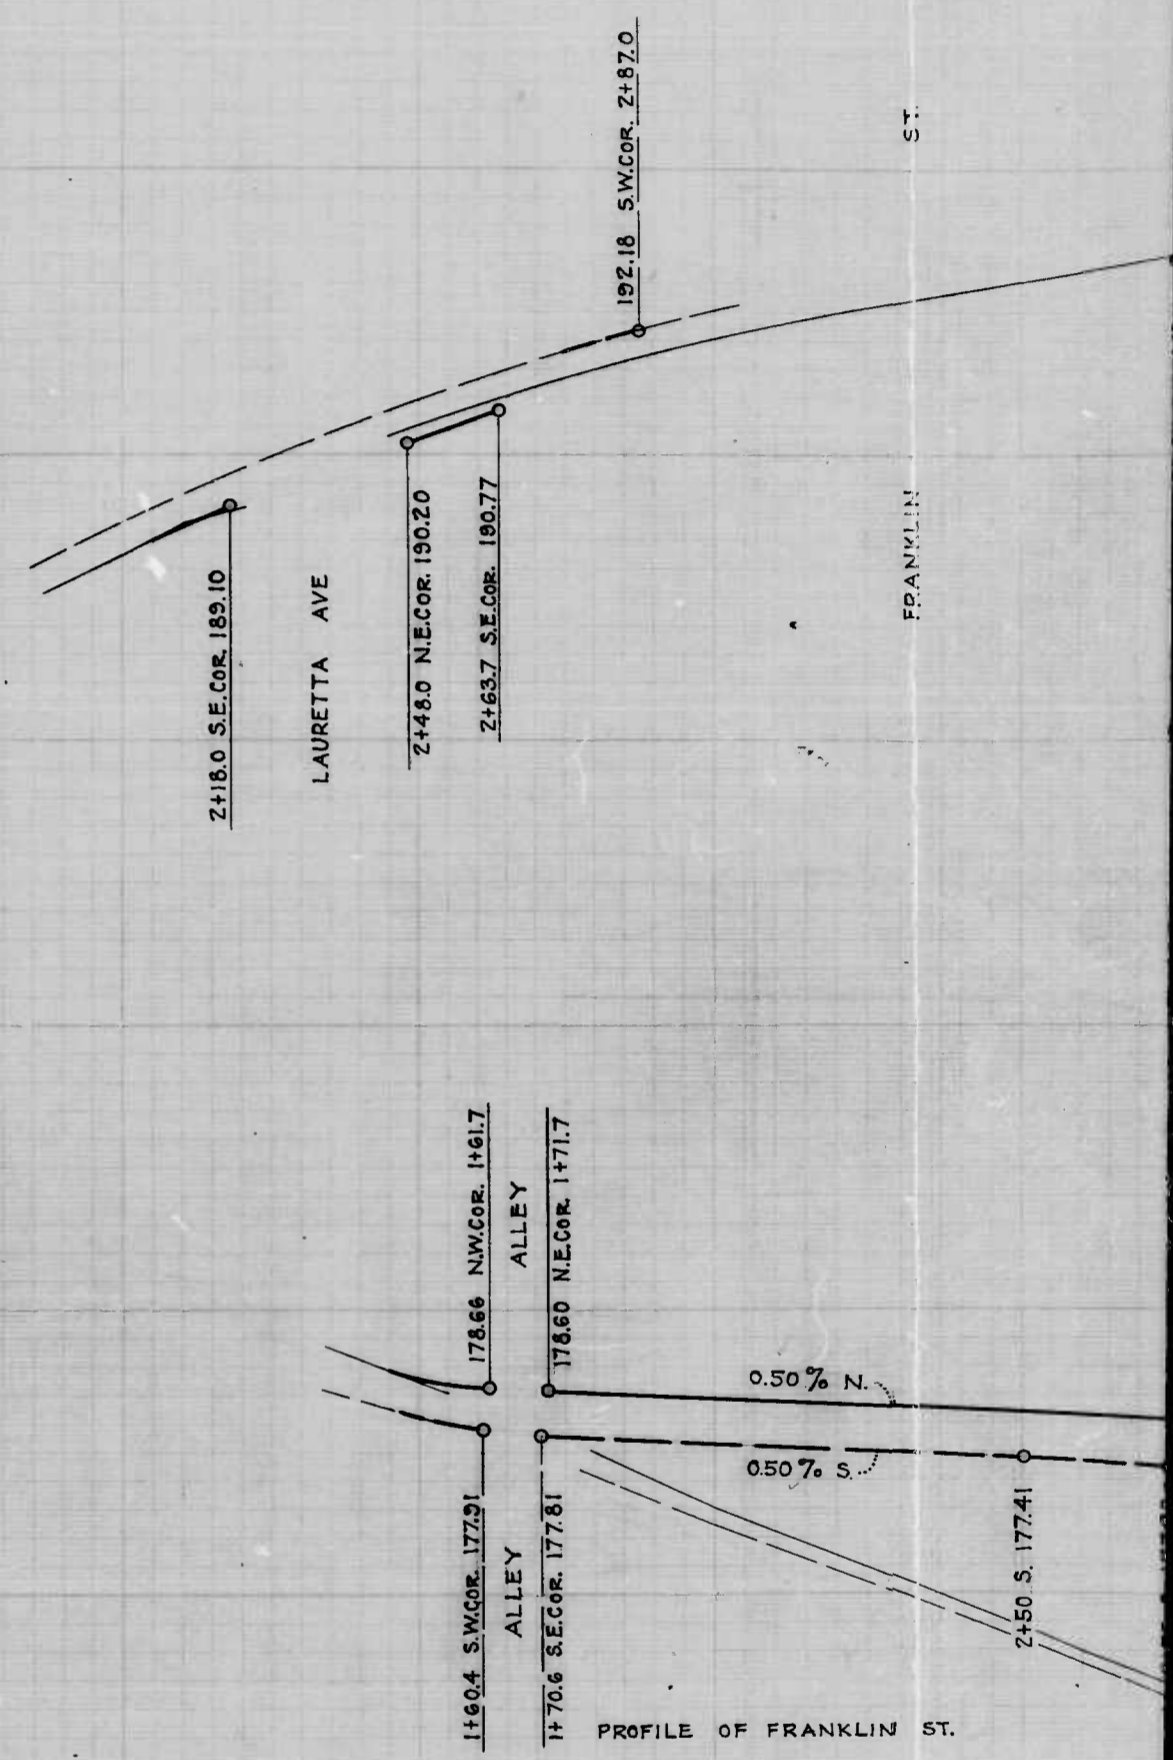 192.18 S.W.COR. 2+87.0
2+18.0 S.E.COR. 189.10
LAURETTA AVE
2+48.0 N.E.COR. 190.20
2+63.7 S.E.COR. 190.77
FRANKLIN ST.
178.66 N.W.COR. 1+61.7
ALLEY
178.60 N.E.COR. 1+71.7
0.50% N.
0.50% S.
1+60.4 S.W.COR. 177.91
ALLEY
1+70.6 S.E.COR. 177.81
2+50 S. 177.41
PROFILE OF FRANKLIN ST.